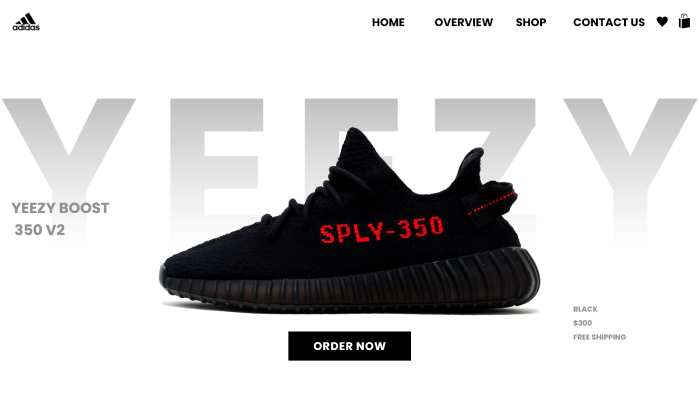 adidas
HOME OVERVIEW SHOP CONTACT US
YEEZY
YEEZY BOOST
350 V2
SPLY-350
BLACK
$300
FREE SHIPPING
ORDER NOW